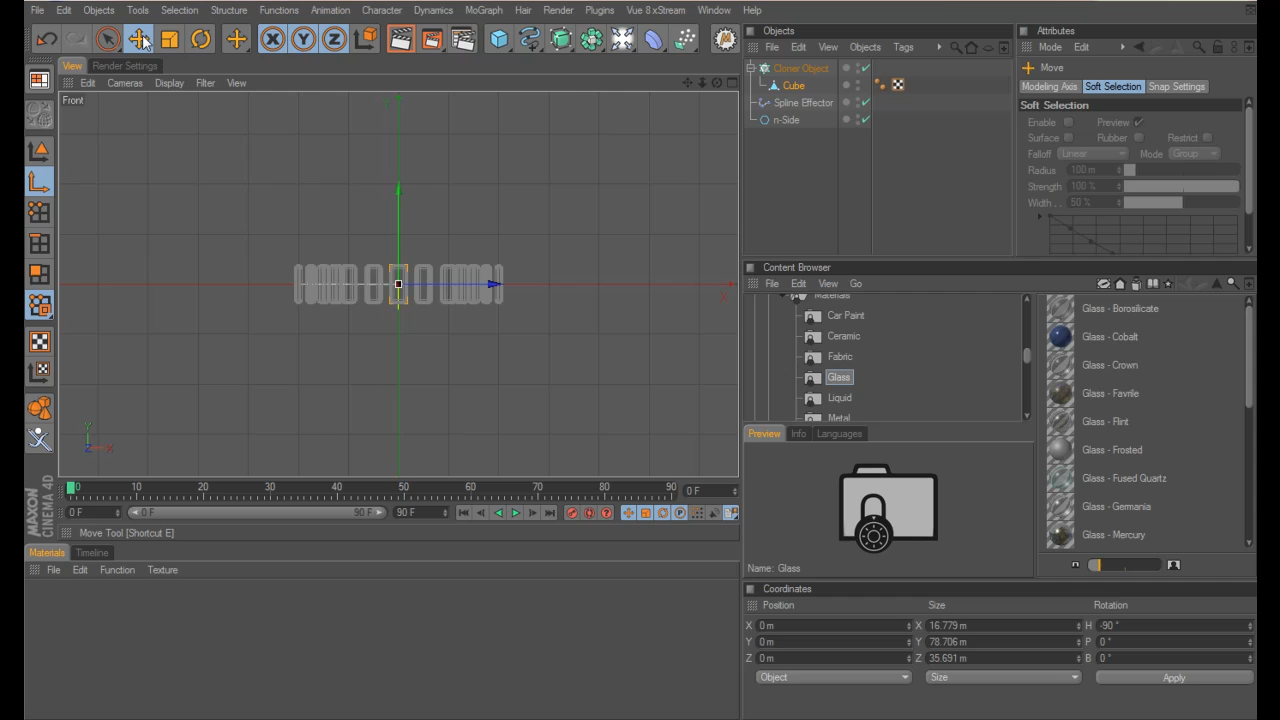 File Edit Objects Tools Selection Structure Functions Animation Character Dynamics MoGraph Hair Render Plugins Vue 8 xStream Window Help
Objects
Attributes
File Edit View Objects Tags
Mode Edit
View Render Settings
Move
Edit Cameras Display Filter View
Modeling Axis Soft Selection Snap Settings
Front
Cloner Object
Cube
Spline Effector
n-Side
Soft Selection
Enable Preview
Surface Rubber Restrict
Falloff Linear Mode Group
Radius 100 m
Strength 100 %
Width . . 50 %
Y
X
Y
Z X
Content Browser
File Edit View Go
Materials
Car Paint
Ceramic
Fabric
Glass
Liquid
Metal
Glass - Borosilicate
Glass - Cobalt
Glass - Crown
Glass - Favrile
Glass - Flint
Glass - Frosted
Glass - Fused Quartz
Glass - Germania
Glass - Mercury
Preview Info Languages
Name: Glass
0 10 20 30 40 50 60 70 80 90 0 F
0 F 0 F 90 F 90 F
Move Tool [Shortcut E]
Materials Timeline
File Edit Function Texture
MAXON
CINEMA 4D
Coordinates
Position Size Rotation
X 0 m X 16.779 m H -90 °
Y 0 m Y 78.706 m P 0 °
Z 0 m Z 35.691 m B 0 °
Object Size Apply